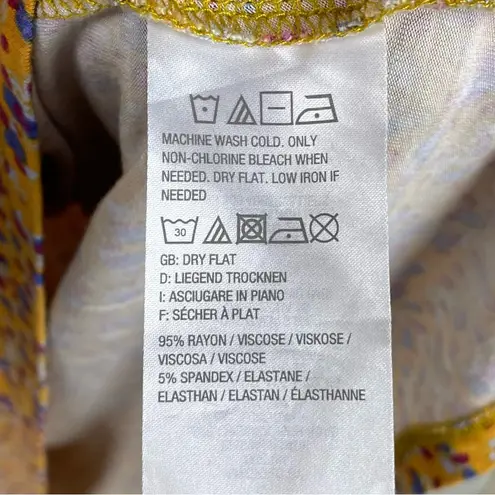 MACHINE WASH COLD. ONLY
NON-CHLORINE BLEACH WHEN
NEEDED. DRY FLAT. LOW IRON IF
NEEDED
30
GB: DRY FLAT
D: LIEGEND TROCKNEN
I: ASCIUGARE IN PIANO
F: SÉCHER À PLAT
95% RAYON / VISCOSE / VISKOSE /
VISCOSA / VISCOSE
5% SPANDEX / ELASTANE /
ELASTHAN / ELASTAN / ÉLASTHANNE